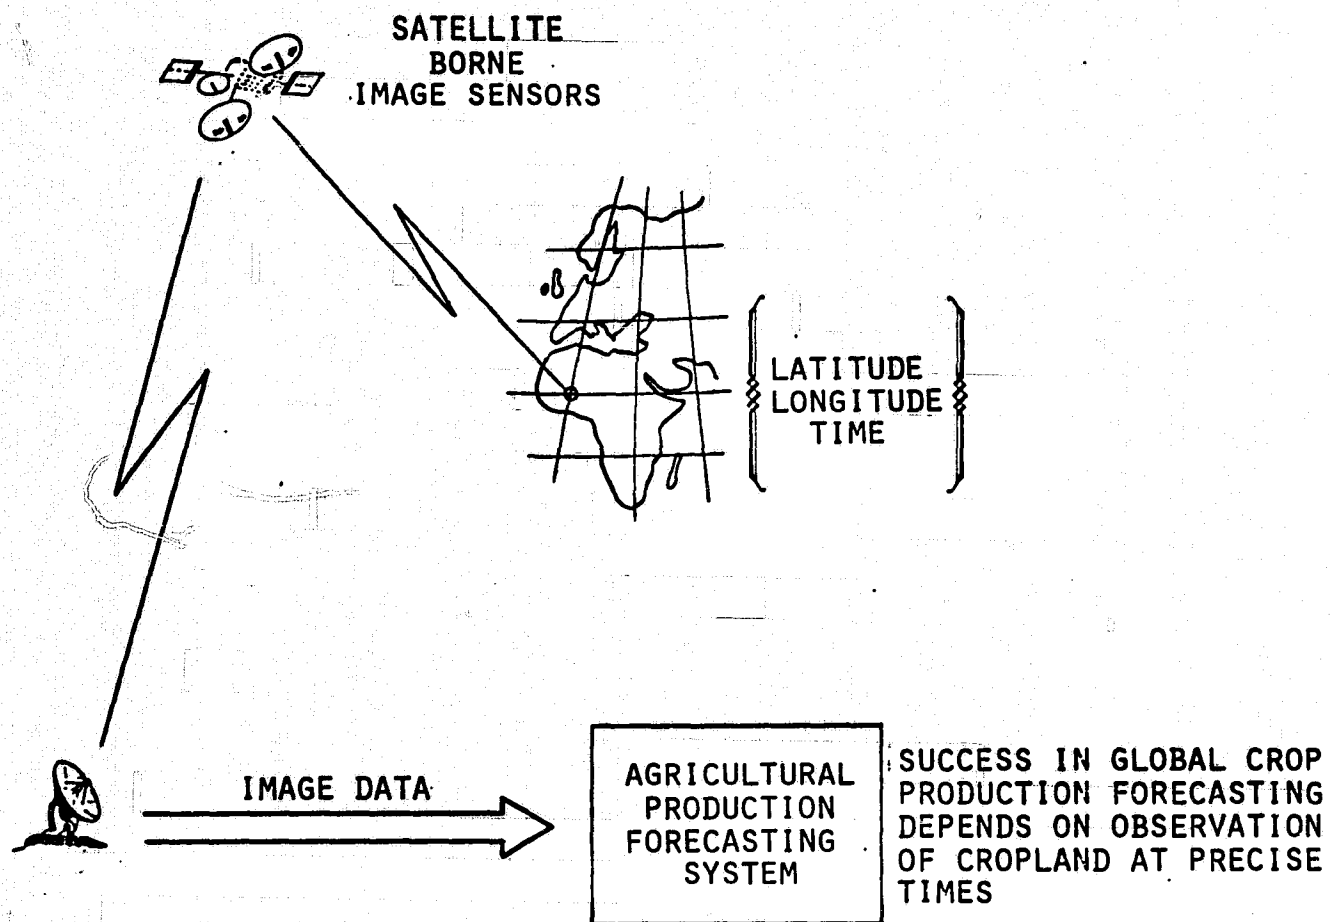 SATELLITE
BORNE
IMAGE SENSORS
LATITUDE
LONGITUDE
TIME
IMAGE DATA
AGRICULTURAL
PRODUCTION
FORECASTING
SYSTEM
SUCCESS IN GLOBAL CROP
PRODUCTION FORECASTING
DEPENDS ON OBSERVATION
OF CROPLAND AT PRECISE
TIMES